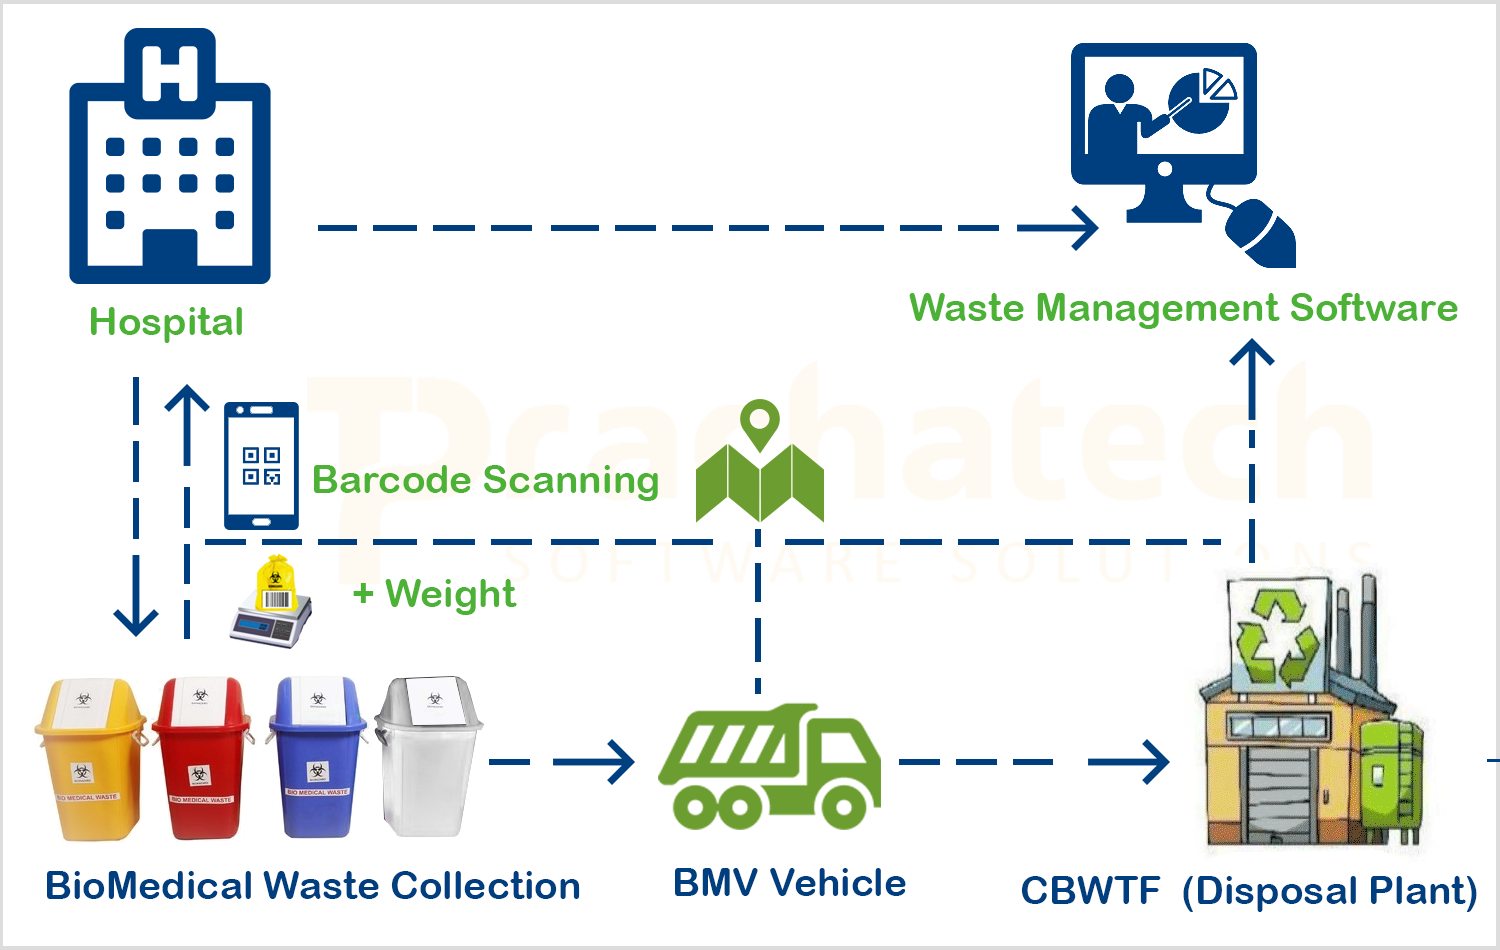 H
Hospital
Waste Management Software
Prachatech
SOFTWARE SOLUTIONS
Barcode Scanning
+ Weight
BIO MEDICAL WASTE
BIO MEDICAL WASTE
BIO MEDICAL WASTE
BioMedical Waste Collection
BMV Vehicle
CBWTF (Disposal Plant)